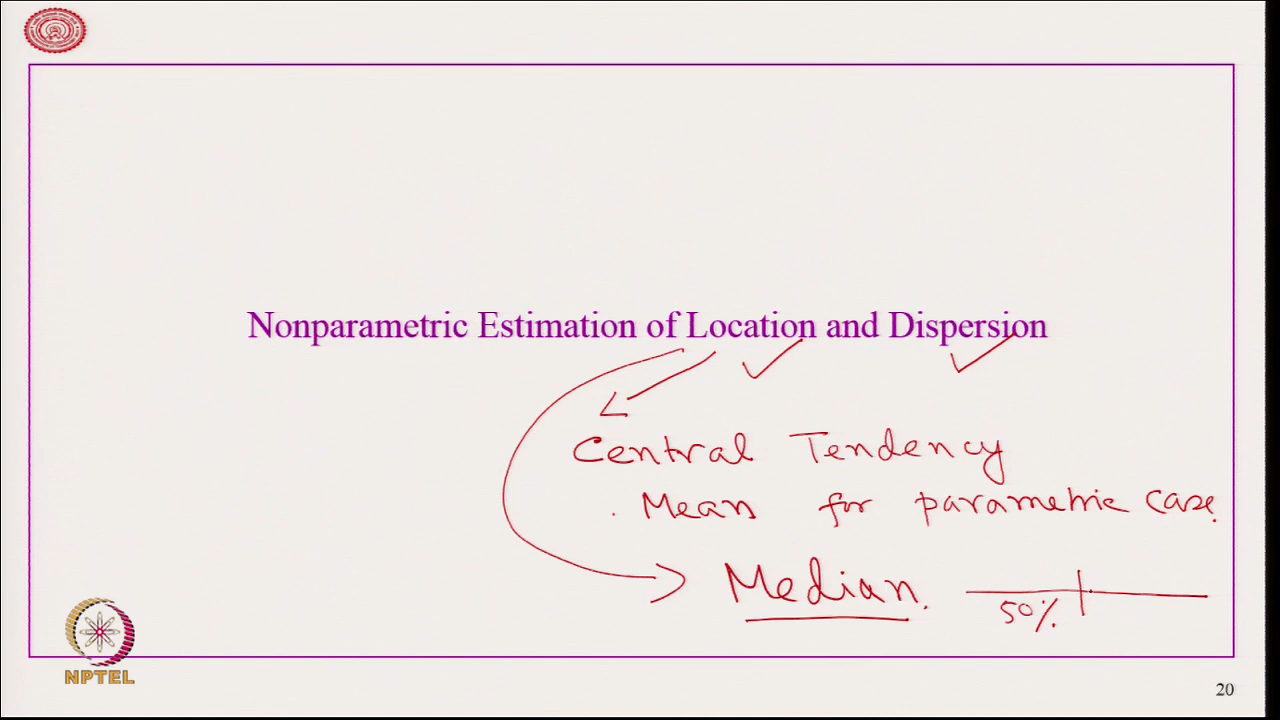 Nonparametric Estimation of Location and Dispersion
Central Tendency
. Mean for parametric case.
Median.
50%
NPTEL
20